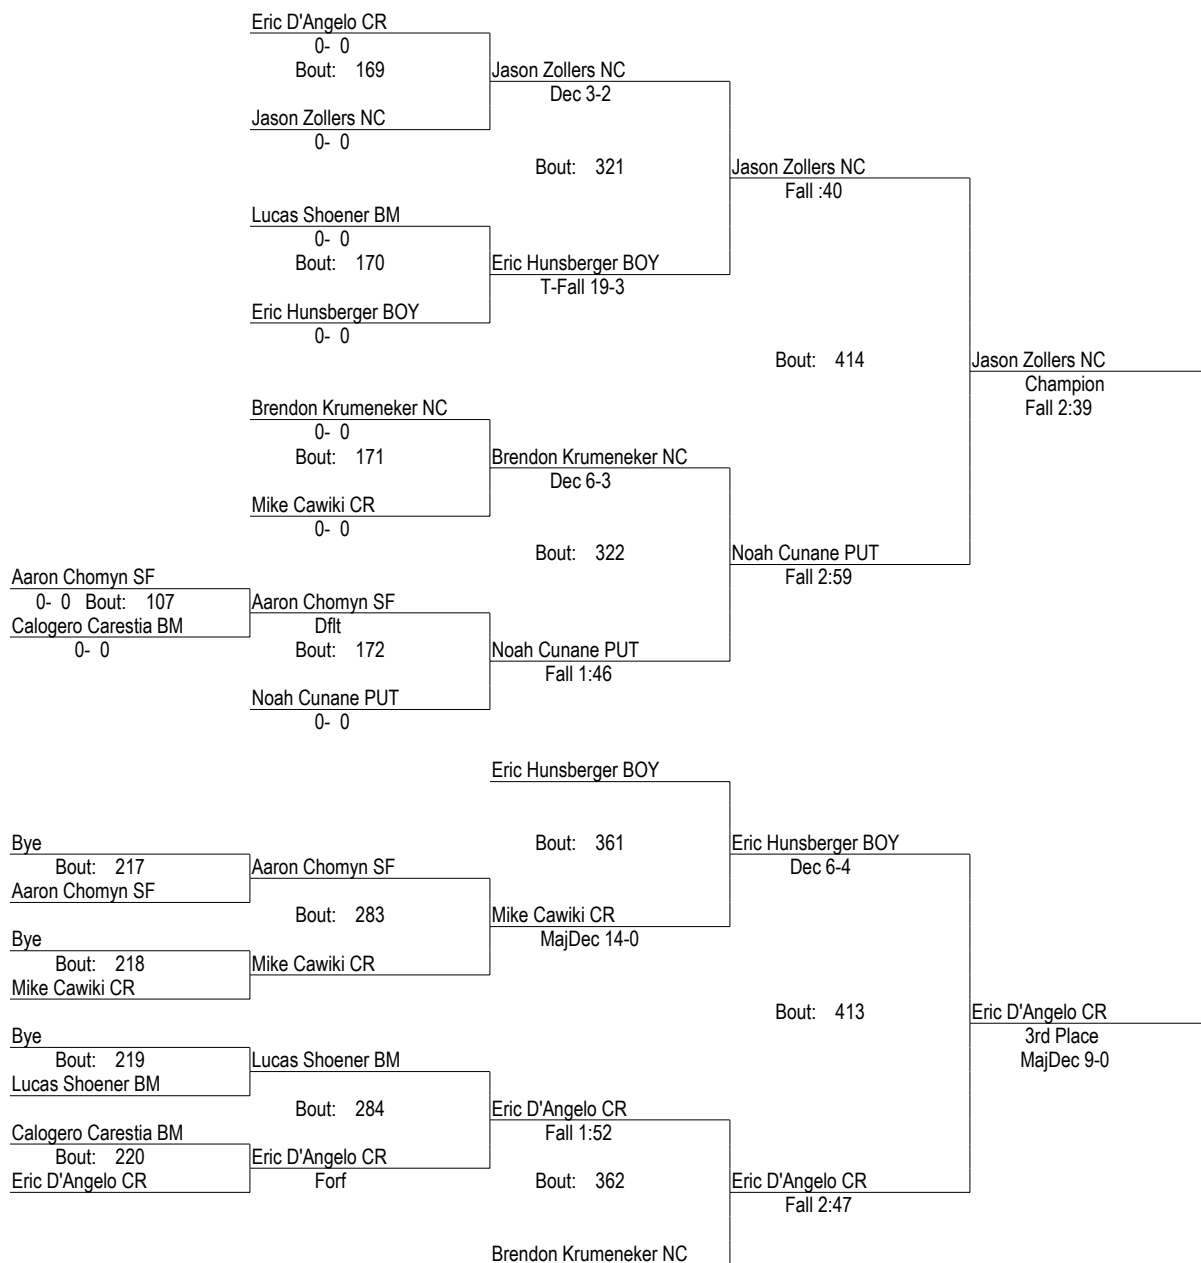 Eric D'Angelo CR
0- 0
Bout: 169
Jason Zollers NC
Dec 3-2
Jason Zollers NC
0- 0
Bout: 321
Jason Zollers NC
Fall :40
Lucas Shoener BM
0- 0
Bout: 170
Eric Hunsberger BOY
T-Fall 19-3
Eric Hunsberger BOY
0- 0
Bout: 414
Jason Zollers NC
Champion
Fall 2:39
Brendon Krumeneker NC
0- 0
Bout: 171
Brendon Krumeneker NC
Dec 6-3
Mike Cawiki CR
0- 0
Bout: 322
Noah Cunane PUT
Fall 2:59
Aaron Chomyn SF
0- 0 Bout: 107
Calogero Carestia BM
0- 0
Aaron Chomyn SF
Dflt
Bout: 172
Noah Cunane PUT
Fall 1:46
Noah Cunane PUT
0- 0
Eric Hunsberger BOY
Bout: 361
Eric Hunsberger BOY
Dec 6-4
Bye
Bout: 217
Aaron Chomyn SF
Aaron Chomyn SF
Bout: 283
Mike Cawiki CR
MajDec 14-0
Bye
Bout: 218
Mike Cawiki CR
Mike Cawiki CR
Bout: 413
Eric D'Angelo CR
3rd Place
MajDec 9-0
Bye
Bout: 219
Lucas Shoener BM
Lucas Shoener BM
Bout: 284
Eric D'Angelo CR
Fall 1:52
Calogero Carestia BM
Bout: 220
Eric D'Angelo CR
Eric D'Angelo CR
Forf
Bout: 362
Eric D'Angelo CR
Fall 2:47
Brendon Krumeneker NC